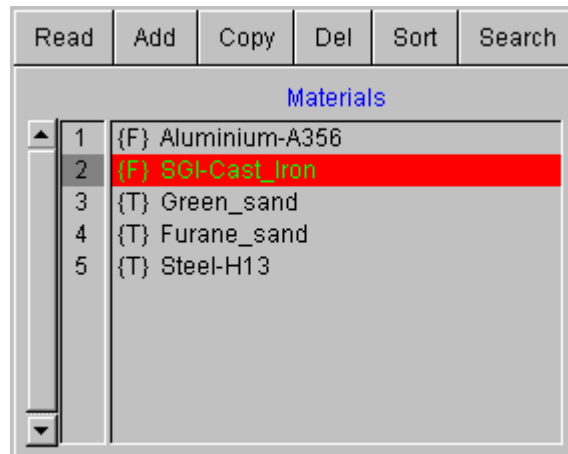 Read Add Copy Del Sort Search
Materials
1 {F} Aluminium-A356
2 {F} SGI-Cast_Iron
3 {T} Green_sand
4 {T} Furane_sand
5 {T} Steel-H13